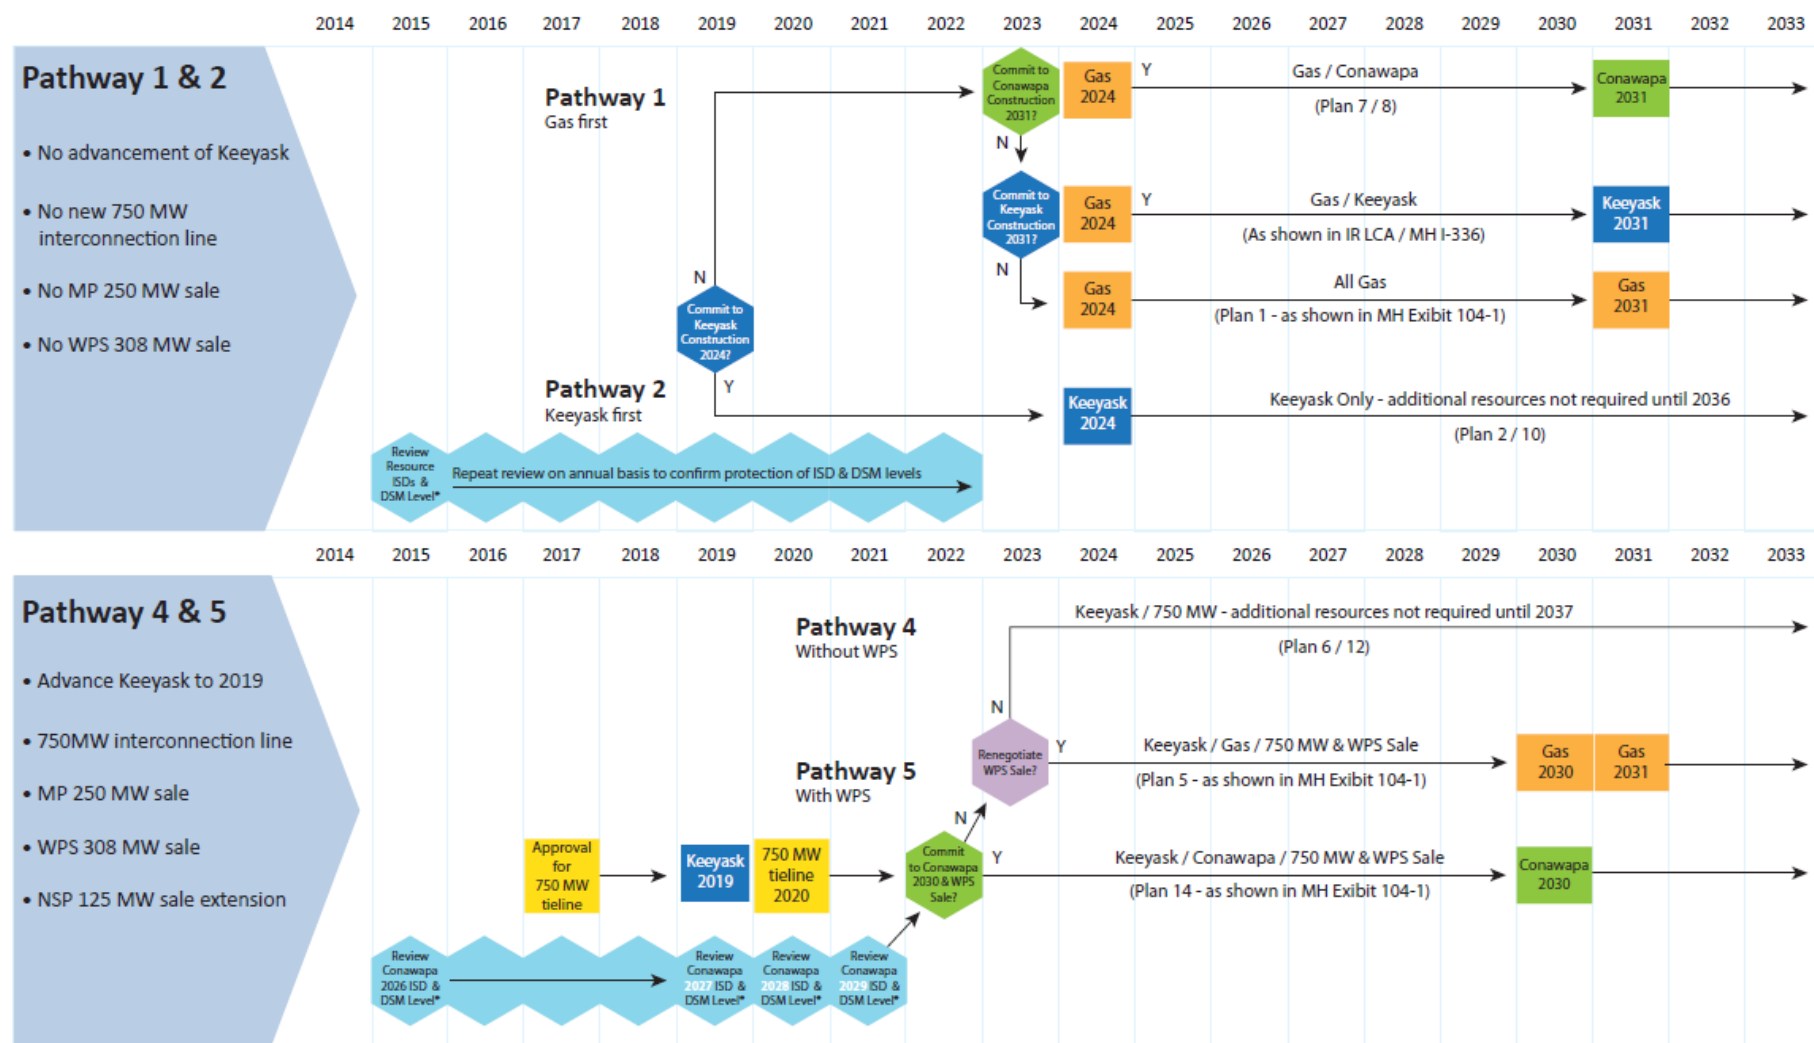 2014 2015 2016 2017 2018 2019 2020 2021 2022 2023 2024 2025 2026 2027 2028 2029 2030 2031 2032 2033
Pathway 1 & 2
• No advancement of Keeyask
• No new 750 MW
interconnection line
• No MP 250 MW sale
• No WPS 308 MW sale
Pathway 1
Gas first
Commit to
Conawapa
Construction
2031?
Gas
2024
Y
Gas / Conawapa
(Plan 7 / 8)
Conawapa
2031
N
Commit to
Keeyask
Construction
2031?
Gas
2024
Y
Gas / Keeyask
(As shown in IR LCA / MH I-336)
Keeyask
2031
N
Gas
2024
All Gas
(Plan 1 - as shown in MH Exibit 104-1)
Gas
2031
N
Commit to
Keeyask
Construction
2024?
Y
Pathway 2
Keeyask first
Keeyask
2024
Keeyask Only - additional resources not required until 2036
(Plan 2 / 10)
Review
Resource
ISDs &
DSM Level*
Repeat review on annual basis to confirm protection of ISD & DSM levels
2014 2015 2016 2017 2018 2019 2020 2021 2022 2023 2024 2025 2026 2027 2028 2029 2030 2031 2032 2033
Pathway 4 & 5
• Advance Keeyask to 2019
• 750MW interconnection line
• MP 250 MW sale
• WPS 308 MW sale
• NSP 125 MW sale extension
Pathway 4
Without WPS
Keeyask / 750 MW - additional resources not required until 2037
(Plan 6 / 12)
N
Renegotiate
WPS Sale?
Y
Keeyask / Gas / 750 MW & WPS Sale
(Plan 5 - as shown in MH Exibit 104-1)
Gas
2030
Gas
2031
Pathway 5
With WPS
N
Approval
for
750 MW
tieline
Keeyask
2019
750 MW
tieline
2020
Commit
to Conawapa
2030 & WPS
Sale?
Y
Keeyask / Conawapa / 750 MW & WPS Sale
(Plan 14 - as shown in MH Exibit 104-1)
Conawapa
2030
Review
Conawapa
2026 ISD &
DSM Level*
Review
Conawapa
2027 ISD &
DSM Level*
Review
Conawapa
2028 ISD &
DSM Level*
Review
Conawapa
2029 ISD &
DSM Level*